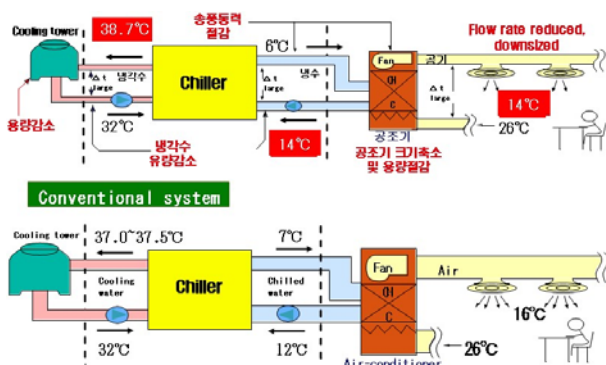 Cooling tower
38.7℃
송풍동력
절감
6℃
Flow rate reduced,
downsized
Fan
공기
Δt
large
냉각수
Chiller
Δt
large
냉수
CH
C
Δt
large
14℃
용량감소
32℃
냉각수
유량감소
14℃
공조기
공조기 크기축소
및 용량절감
26℃
Conventional system
Cooling tower
37.0~37.5℃
7℃
Fan
Air
Cooling
water
Chiller
Chilled
water
CH
C
16℃
32℃
12℃
26℃
Air-conditioner